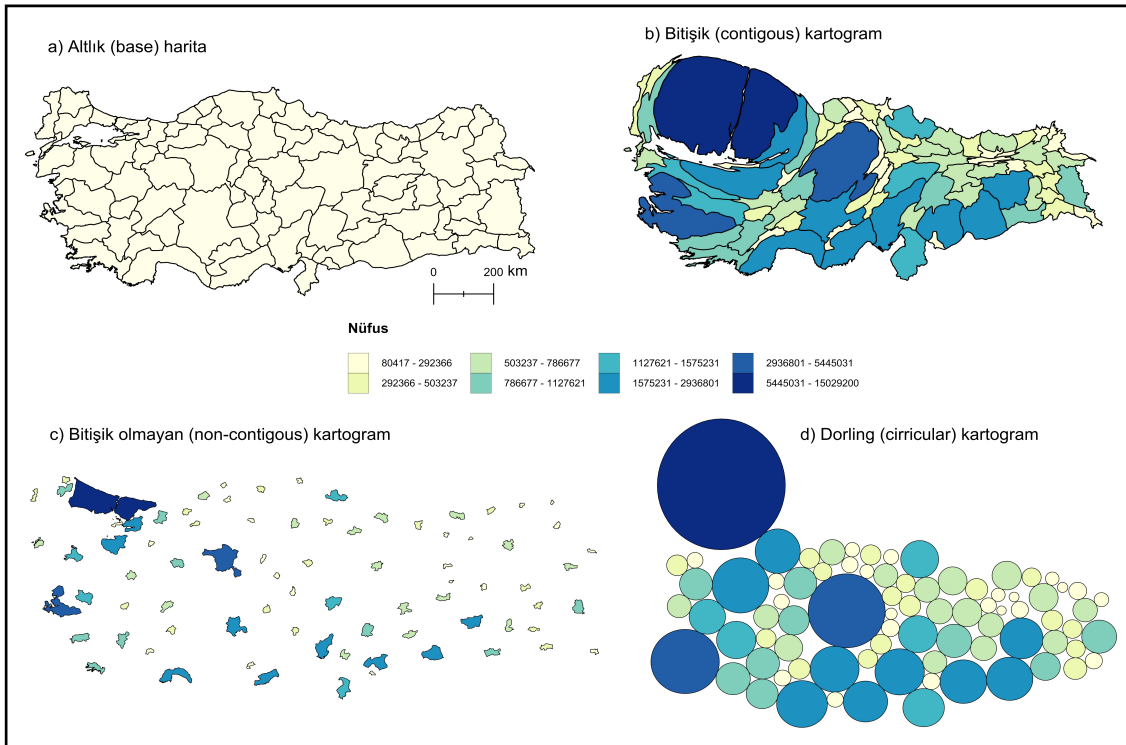 a) Altlık (base) harita
b) Bitişik (contigous) kartogram
0 200 km
Nüfus
80417 - 292366
292366 - 503237
503237 - 786677
786677 - 1127621
1127621 - 1575231
1575231 - 2936801
2936801 - 5445031
5445031 - 15029200
c) Bitişik olmayan (non-contigous) kartogram
d) Dorling (cirricular) kartogram